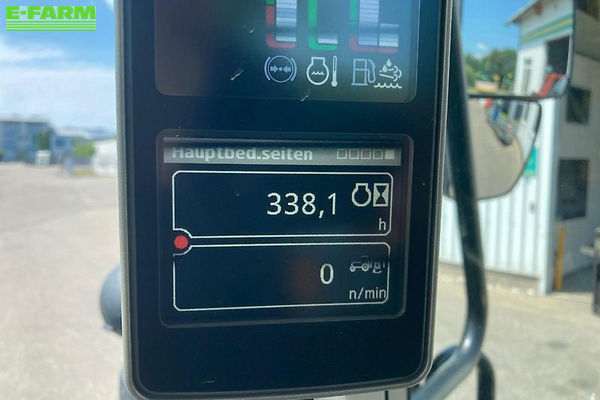 E-FARM
Hauptbed.seiten
338,1
h
0
n/min